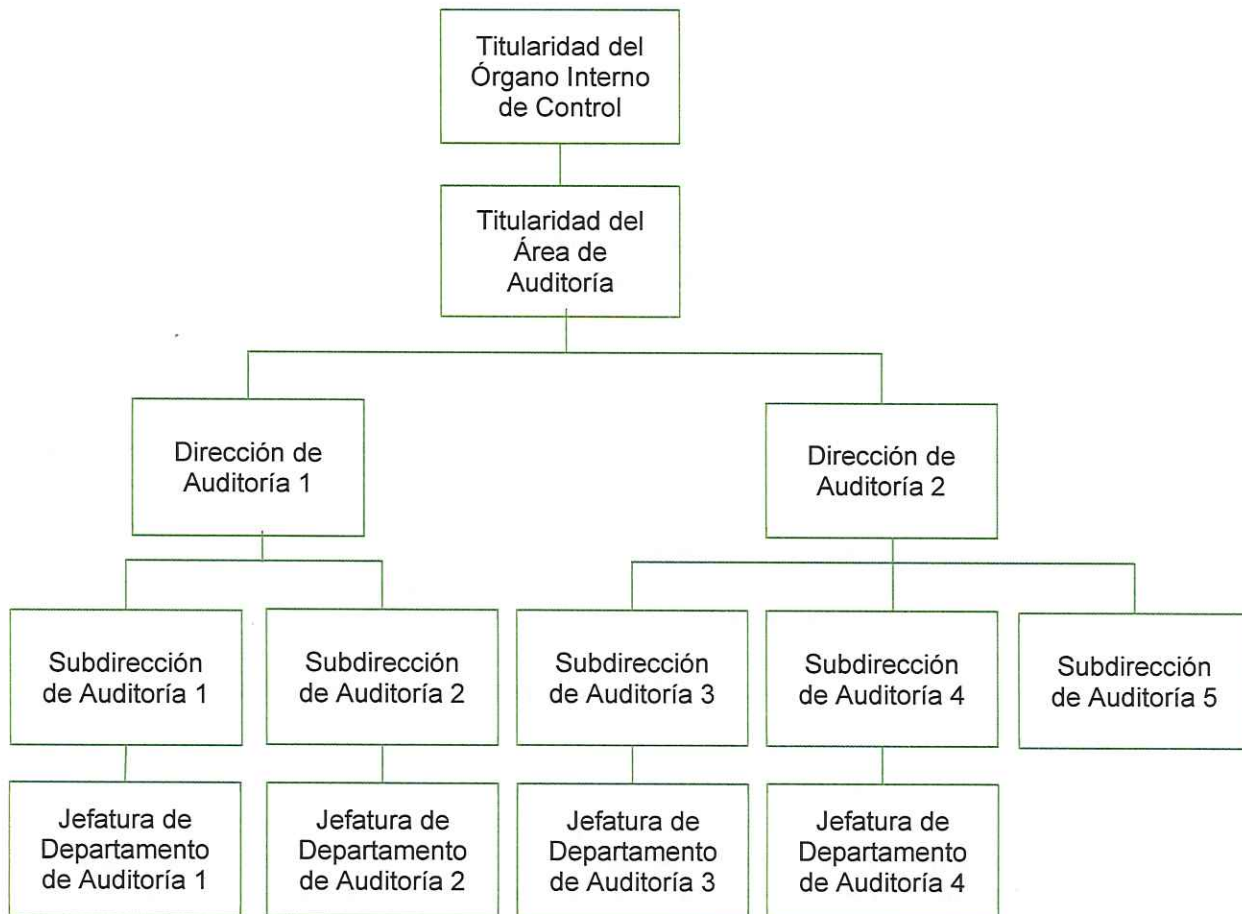 Titularidad del
Órgano Interno
de Control
Titularidad del
Área de
Auditoría
Dirección de
Auditoría 1
Dirección de
Auditoría 2
Subdirección
de Auditoría 1
Subdirección
de Auditoría 2
Subdirección
de Auditoría 3
Subdirección
de Auditoría 4
Subdirección
de Auditoría 5
Jefatura de
Departamento
de Auditoría 1
Jefatura de
Departamento
de Auditoría 2
Jefatura de
Departamento
de Auditoría 3
Jefatura de
Departamento
de Auditoría 4